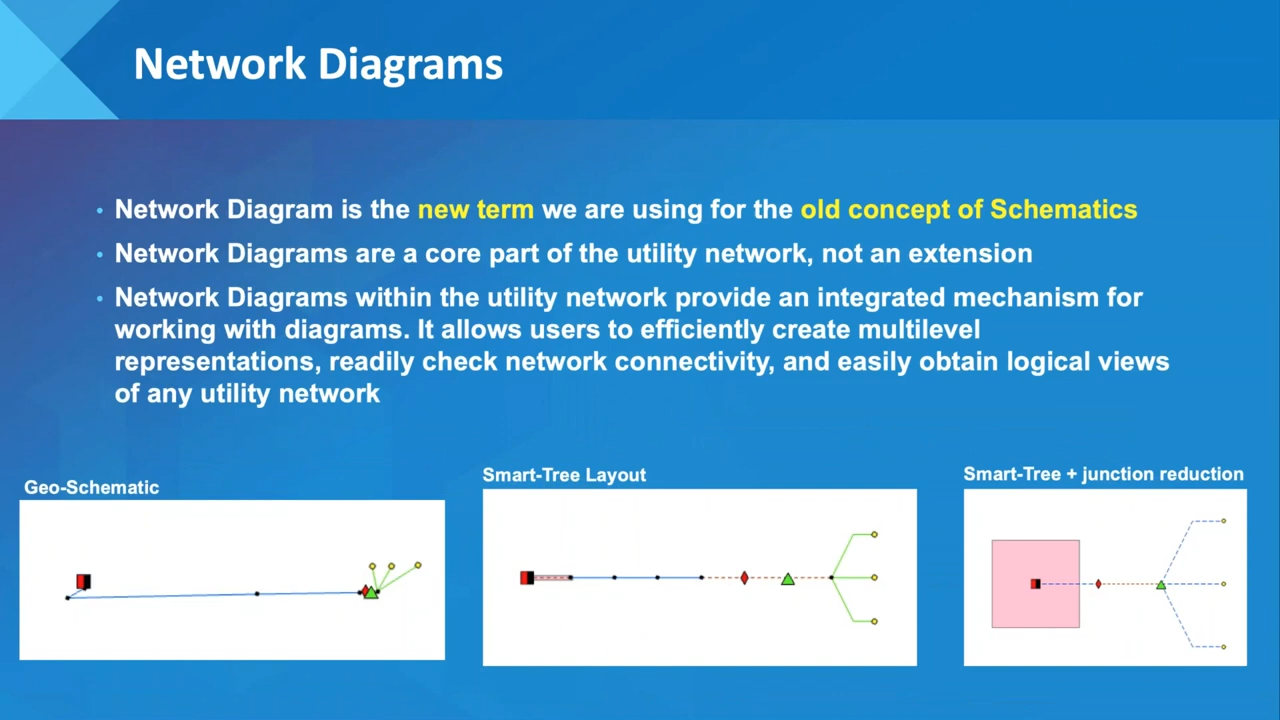 Network Diagrams
• Network Diagram is the new term we are using for the old concept of Schematics
• Network Diagrams are a core part of the utility network, not an extension
• Network Diagrams within the utility network provide an integrated mechanism for
working with diagrams. It allows users to efficiently create multilevel
representations, readily check network connectivity, and easily obtain logical views
of any utility network
Geo-Schematic
Smart-Tree Layout
Smart-Tree + junction reduction